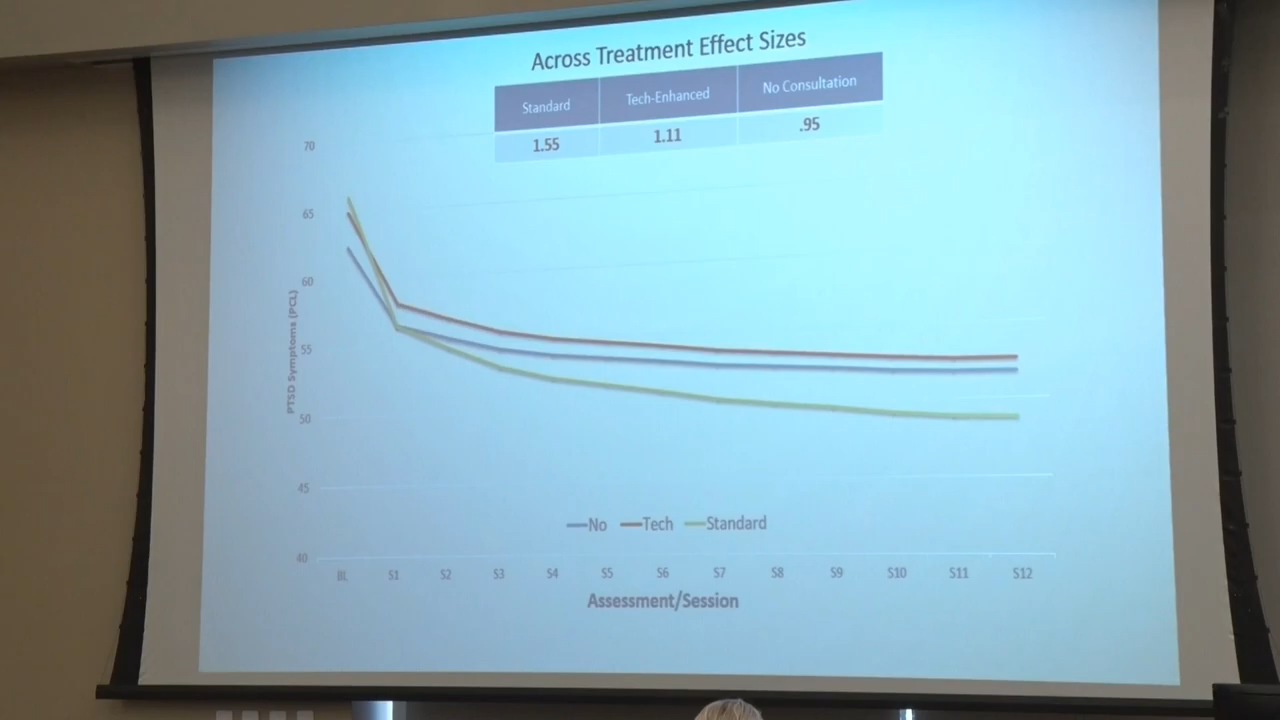 Across Treatment Effect Sizes
Standard Tech-Enhanced No Consultation
1.55 1.11 .95
70
65
60
55
50
45
40
PTSD Symptoms (PCL)
No Tech Standard
BL S1 S2 S3 S4 S5 S6 S7 S8 S9 S10 S11 S12
Assessment/Session